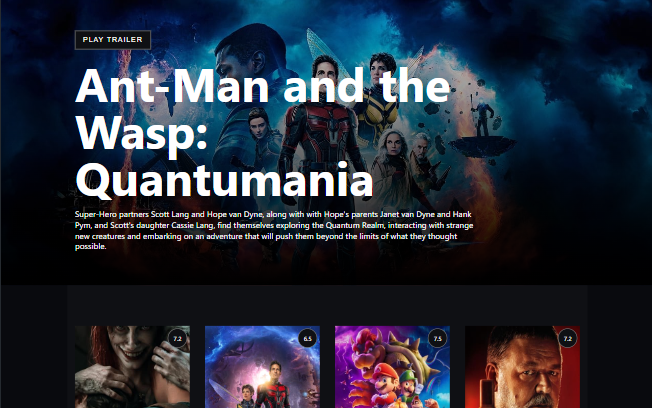 PLAY TRAILER
Ant-Man and the
Wasp:
Quantumania
Super-Hero partners Scott Lang and Hope van Dyne, along with with Hope's parents Janet van Dyne and Hank
Pym, and Scott's daughter Cassie Lang, find themselves exploring the Quantum Realm, interacting with strange
new creatures and embarking on an adventure that will push them beyond the limits of what they thought
possible.
7.2
6.5
7.5
7.2